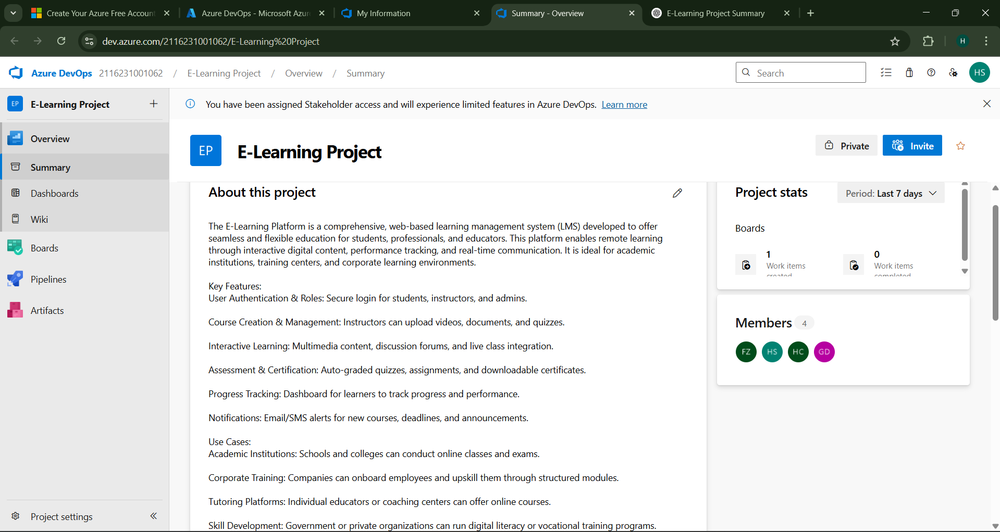 Create Your Azure Free Account
Azure DevOps - Microsoft Azur
My Information
Summary - Overview
E-Learning Project Summary
dev.azure.com/2116231001062/E-Learning%20Project
H
Azure DevOps 2116231001062 / E-Learning Project / Overview / Summary
Search
HS
EP E-Learning Project
You have been assigned Stakeholder access and will experience limited features in Azure DevOps. Learn more
Overview
Summary
Dashboards
Wiki
Boards
Pipelines
Artifacts
Project settings
EP E-Learning Project
Private
Invite
About this project
The E-Learning Platform is a comprehensive, web-based learning management system (LMS) developed to offer
seamless and flexible education for students, professionals, and educators. This platform enables remote learning
through interactive digital content, performance tracking, and real-time communication. It is ideal for academic
institutions, training centers, and corporate learning environments.
Key Features:
User Authentication & Roles: Secure login for students, instructors, and admins.
Course Creation & Management: Instructors can upload videos, documents, and quizzes.
Interactive Learning: Multimedia content, discussion forums, and live class integration.
Assessment & Certification: Auto-graded quizzes, assignments, and downloadable certificates.
Progress Tracking: Dashboard for learners to track progress and performance.
Notifications: Email/SMS alerts for new courses, deadlines, and announcements.
Use Cases:
Academic Institutions: Schools and colleges can conduct online classes and exams.
Corporate Training: Companies can onboard employees and upskill them through structured modules.
Tutoring Platforms: Individual educators or coaching centers can offer online courses.
Skill Development: Government or private organizations can run digital literacy or vocational training programs.
Project stats
Period: Last 7 days
Boards
1
Work items
created
0
Work items
completed
Members 4
FZ HS HC GD